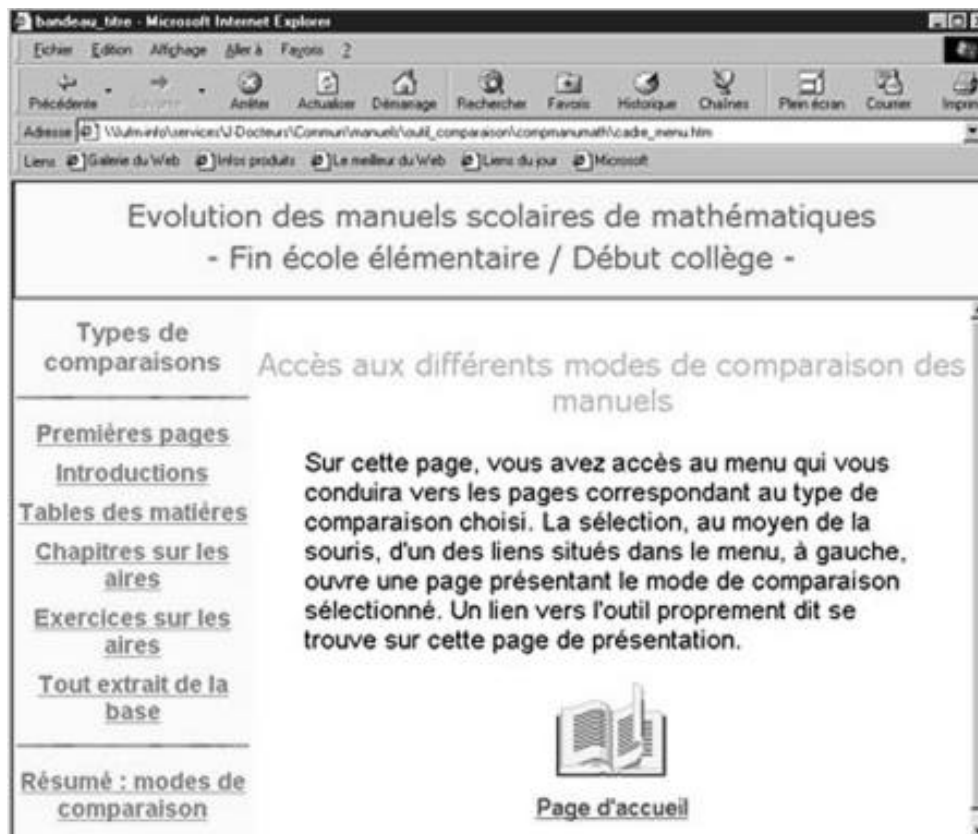 bandeau_titre - Microsoft Internet Explorer
Fichier Edition Affichage Aller à Favoris ?
Précédente Arrêter Actualiser Démarrage Rechercher Favoris Historique Chaînes Plein écran Courrier Imprim
Adresse \compmanumath\cadre_menu.htm
Liens Galerie du Web Infos produits Le meilleur du Web Liens du jour Microsoft
Evolution des manuels scolaires de mathématiques
- Fin école élémentaire / Début collège -
Types de
comparaisons
Premières pages
Introductions
Tables des matières
Chapitres sur les
aires
Exercices sur les
aires
Tout extrait de la
base
Résumé : modes de
comparaison
Accès aux différents modes de comparaison des
manuels
Sur cette page, vous avez accès au menu qui vous
conduira vers les pages correspondant au type de
comparaison choisi. La sélection, au moyen de la
souris, d'un des liens situés dans le menu, à gauche,
ouvre une page présentant le mode de comparaison
sélectionné. Un lien vers l'outil proprement dit se
trouve sur cette page de présentation.
Page d'accueil